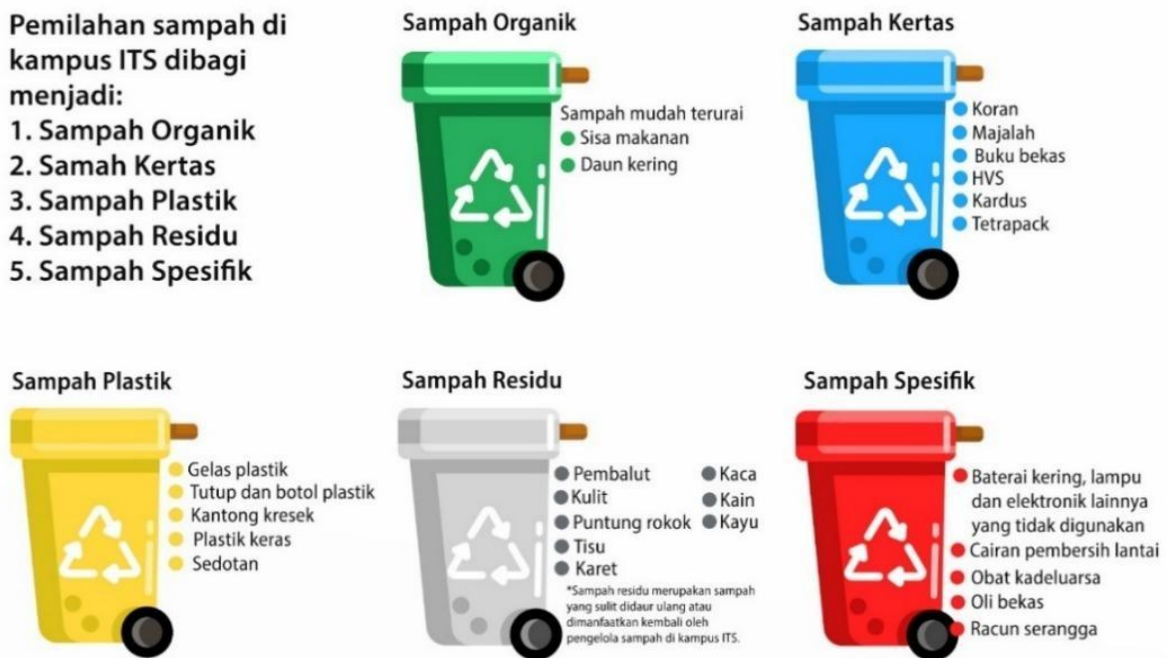 Pemilahan sampah di
kampus ITS dibagi
menjadi:
1. Sampah Organik
2. Samah Kertas
3. Sampah Plastik
4. Sampah Residu
5. Sampah Spesifik
Sampah Organik
Sampah mudah terurai
Sisa makanan
Daun kering
Sampah Kertas
Koran
Majalah
Buku bekas
HVS
Kardus
Tetrapack
Sampah Plastik
Gelas plastik
Tutup dan botol plastik
Kantong kresek
Plastik keras
Sedotan
Sampah Residu
Pembalut
Kulit
Puntung rokok
Tisu
Karet
Kaca
Kain
Kayu
*Sampah residu merupakan sampah
yang sulit didaur ulang atau
dimanfaatkan kembali oleh
pengelola sampah di kampus ITS.
Sampah Spesifik
Baterai kering, lampu
dan elektronik lainnya
yang tidak digunakan
Cairan pembersih lantai
Obat kadeluarsa
Oli bekas
Racun serangga